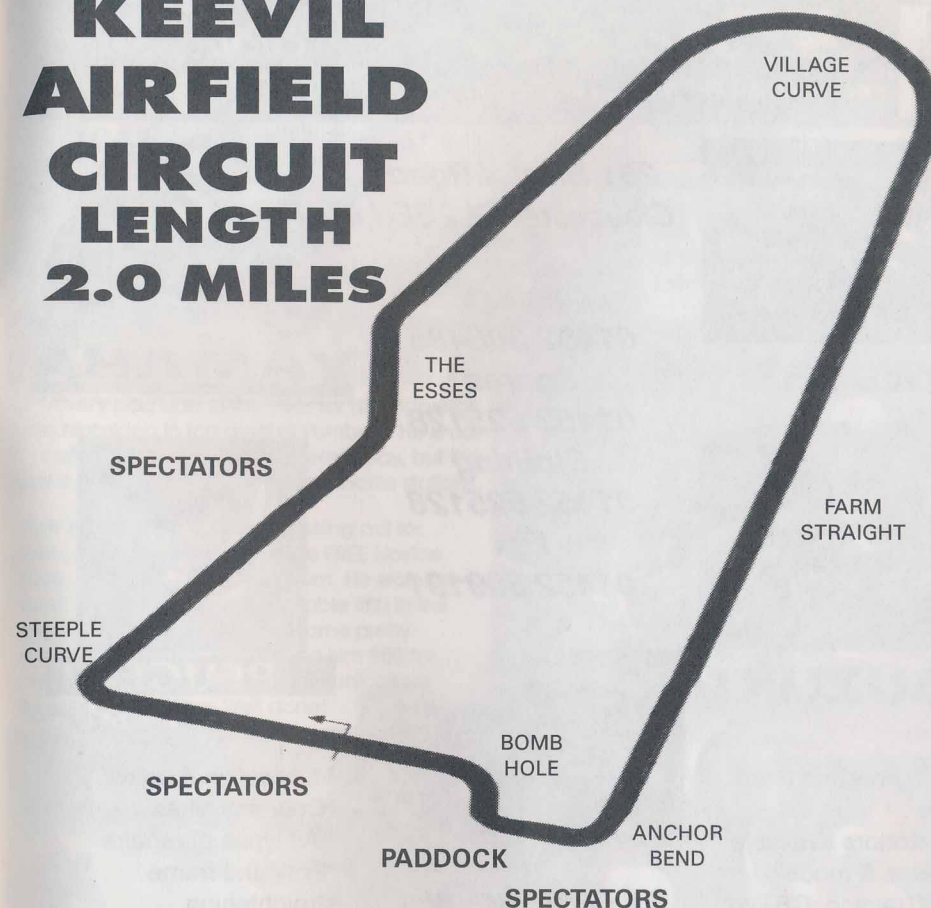 KEEVIL
AIRFIELD
CIRCUIT
LENGTH
2.0 MILES
VILLAGE
CURVE
THE
ESSES
SPECTATORS
FARM
STRAIGHT
STEEPLE
CURVE
BOMB
HOLE
SPECTATORS
ANCHOR
BEND
PADDOCK
SPECTATORS